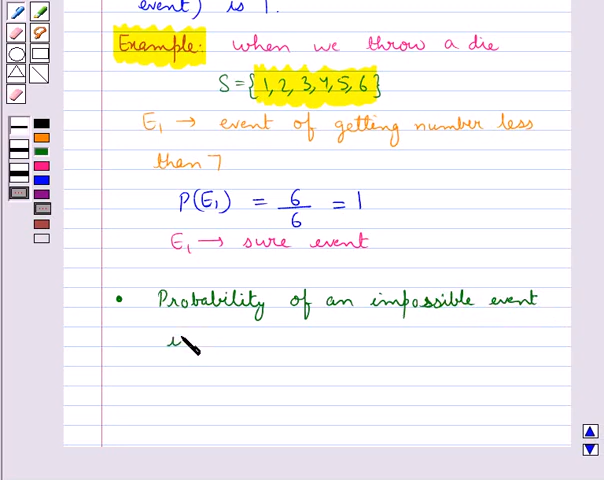 event) is 1.
Example: when we throw a die
S = { 1, 2, 3, 4, 5, 6 }
E₁ → event of getting number less
then 7
P(E₁) = 6/6 = 1
E₁ → sure event
• Probability of an impossible event
i